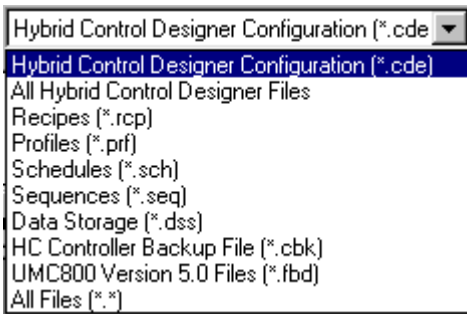 Hybrid Control Designer Configuration (*.cde
Hybrid Control Designer Configuration (*.cde)
All Hybrid Control Designer Files
Recipes (*.rcp)
Profiles (*.prf)
Schedules (*.sch)
Sequences (*.seq)
Data Storage (*.dss)
HC Controller Backup File (*.cbk)
UMC800 Version 5.0 Files (*.fbd)
All Files (*.*)